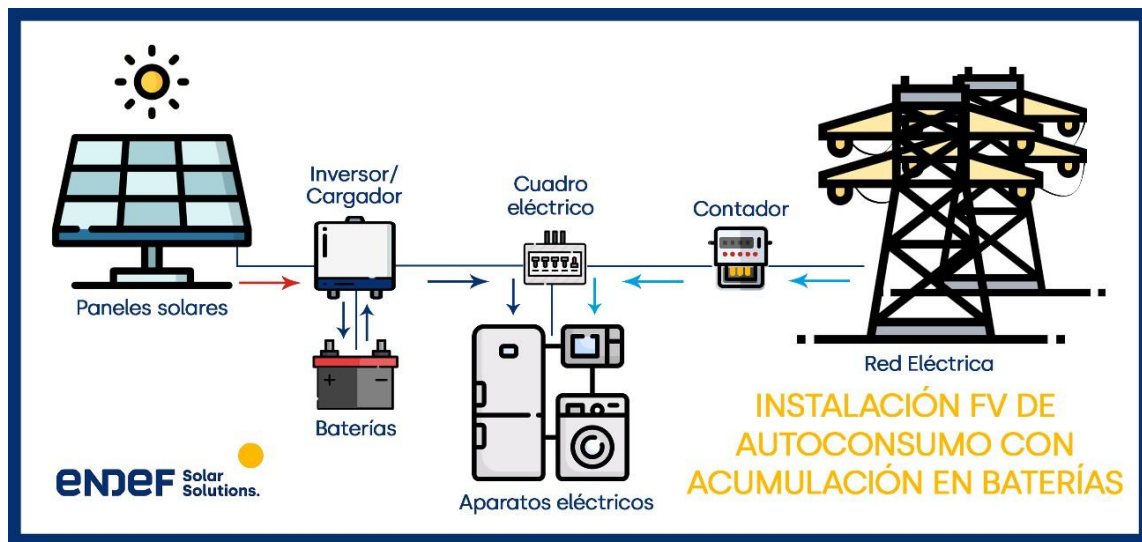 Inversor/
Cargador
Cuadro
eléctrico
Contador
Paneles solares
Red Eléctrica
Baterías
Aparatos eléctricos
INSTALACIÓN FV DE
AUTOCONSUMO CON
ACUMULACIÓN EN BATERÍAS
ENDEF Solar
Solutions.